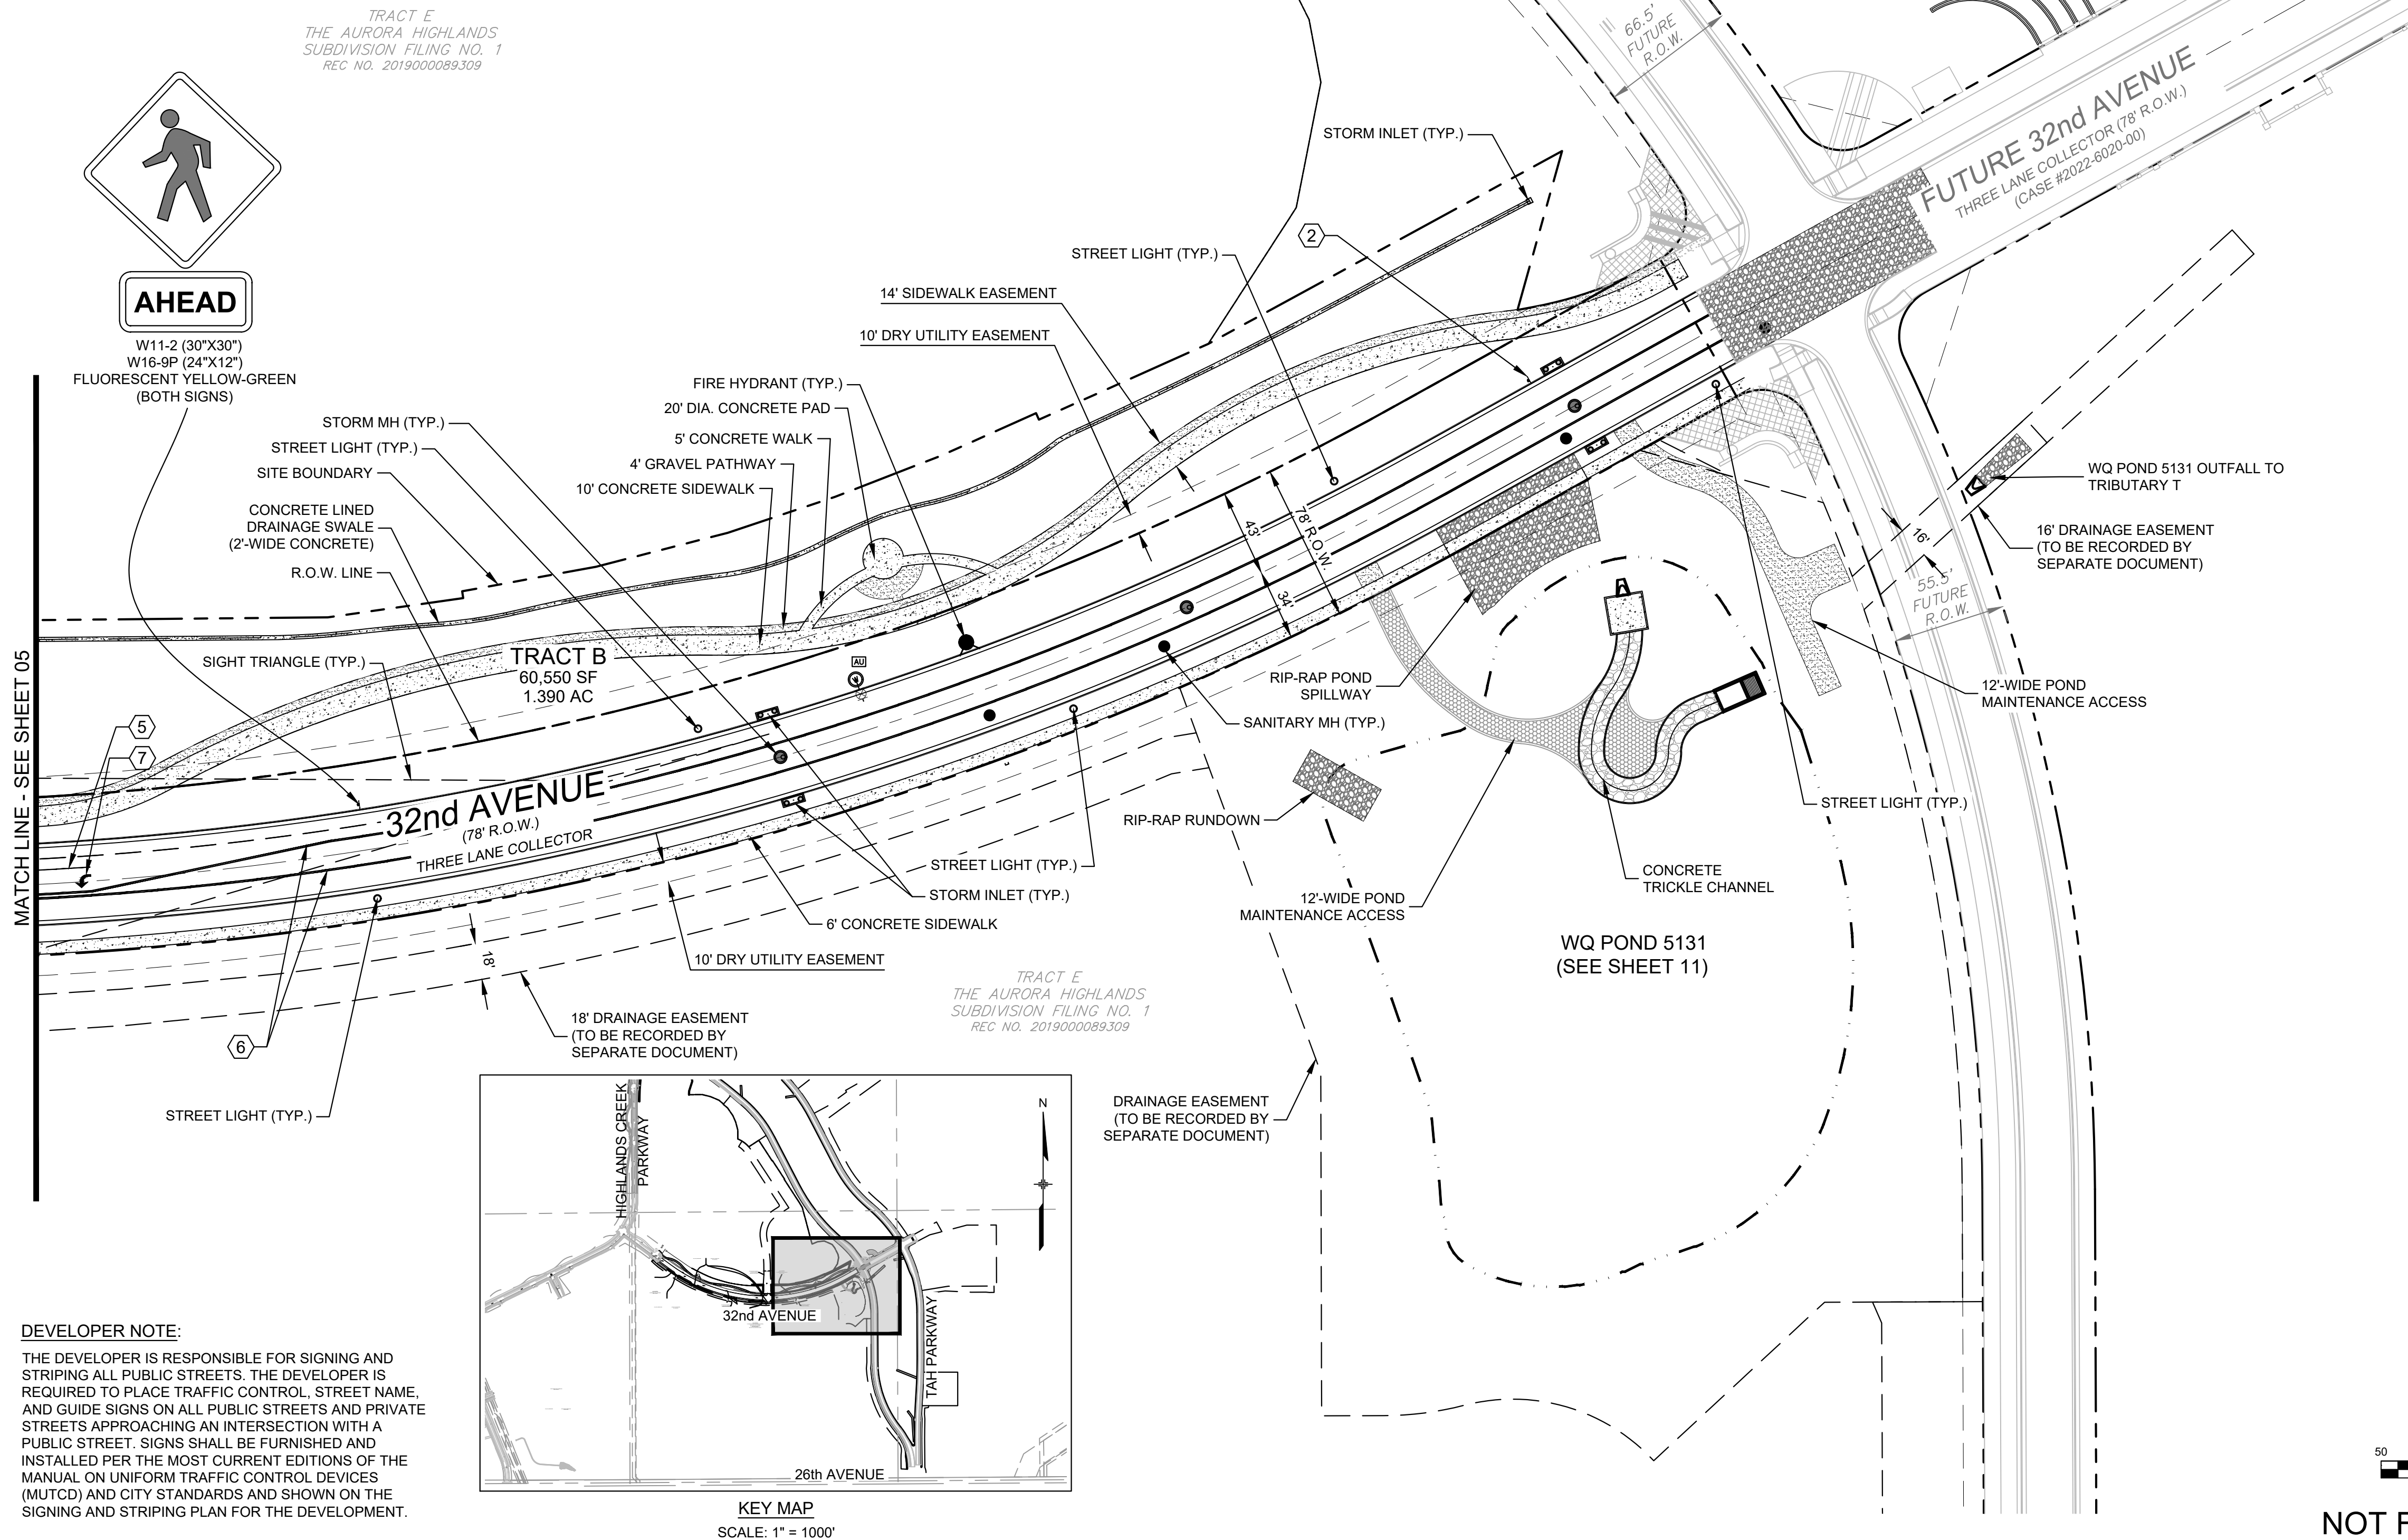 TRACT E
THE AURORA HIGHLANDS
SUBDIVISION FILING NO. 1
REC NO. 2019000089309
AHEAD
W11-2 (30"X30")
W16-9P (24"X12")
FLUORESCENT YELLOW-GREEN
(BOTH SIGNS)
66.5'
FUTURE
R.O.W.
FUTURE 32nd AVENUE
THREE LANE COLLECTOR (78' R.O.W.)
(CASE #2022-6020-00)
STORM INLET (TYP.)
2
STREET LIGHT (TYP.)
14' SIDEWALK EASEMENT
10' DRY UTILITY EASEMENT
FIRE HYDRANT (TYP.)
20' DIA. CONCRETE PAD
5' CONCRETE WALK
4' GRAVEL PATHWAY
10' CONCRETE SIDEWALK
STORM MH (TYP.)
STREET LIGHT (TYP.)
SITE BOUNDARY
CONCRETE LINED
DRAINAGE SWALE
(2'-WIDE CONCRETE)
R.O.W. LINE
SIGHT TRIANGLE (TYP.)
TRACT B
60,550 SF
1.390 AC
AU
43'
78' R.O.W.
34'
WQ POND 5131 OUTFALL TO
TRIBUTARY T
16' DRAINAGE EASEMENT
(TO BE RECORDED BY
SEPARATE DOCUMENT)
16'
55.5'
FUTURE
R.O.W.
12'-WIDE POND
MAINTENANCE ACCESS
RIP-RAP POND
SPILLWAY
SANITARY MH (TYP.)
STREET LIGHT (TYP.)
RIP-RAP RUNDOWN
CONCRETE
TRICKLE CHANNEL
12'-WIDE POND
MAINTENANCE ACCESS
WQ POND 5131
(SEE SHEET 11)
MATCH LINE - SEE SHEET 05
5
7
32nd AVENUE
(78' R.O.W.)
THREE LANE COLLECTOR
STREET LIGHT (TYP.)
STORM INLET (TYP.)
6' CONCRETE SIDEWALK
10' DRY UTILITY EASEMENT
18'
18' DRAINAGE EASEMENT
(TO BE RECORDED BY
SEPARATE DOCUMENT)
6
STREET LIGHT (TYP.)
TRACT E
THE AURORA HIGHLANDS
SUBDIVISION FILING NO. 1
REC NO. 2019000089309
DRAINAGE EASEMENT
(TO BE RECORDED BY
SEPARATE DOCUMENT)
HIGHLANDS CREEK
PARKWAY
N
32nd AVENUE
TAH PARKWAY
26th AVENUE
KEY MAP
SCALE: 1" = 1000'
DEVELOPER NOTE:
THE DEVELOPER IS RESPONSIBLE FOR SIGNING AND
STRIPING ALL PUBLIC STREETS. THE DEVELOPER IS
REQUIRED TO PLACE TRAFFIC CONTROL, STREET NAME,
AND GUIDE SIGNS ON ALL PUBLIC STREETS AND PRIVATE
STREETS APPROACHING AN INTERSECTION WITH A
PUBLIC STREET. SIGNS SHALL BE FURNISHED AND
INSTALLED PER THE MOST CURRENT EDITIONS OF THE
MANUAL ON UNIFORM TRAFFIC CONTROL DEVICES
(MUTCD) AND CITY STANDARDS AND SHOWN ON THE
SIGNING AND STRIPING PLAN FOR THE DEVELOPMENT.
50
NOT